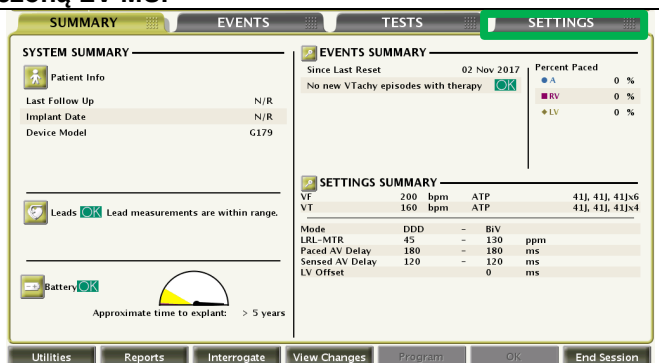 SUMMARY
EVENTS
TESTS
SETTINGS
SYSTEM SUMMARY
Patient Info
Last Follow Up N/R
Implant Date N/R
Device Model G179
Leads OK Lead measurements are within range.
Battery OK
Approximate time to explant: > 5 years
EVENTS SUMMARY
Since Last Reset 02 Nov 2017
No new VTachy episodes with therapy OK
Percent Paced
A 0 %
RV 0 %
LV 0 %
SETTINGS SUMMARY
VF 200 bpm ATP 41J, 41J, 41Jx6
VT 160 bpm ATP 41J, 41J, 41Jx4
Mode DDD - BiV
LRL-MTR 45 - 130 ppm
Paced AV Delay 180 - 180 ms
Sensed AV Delay 120 - 120 ms
LV Offset 0 ms
Utilities
Reports
Interrogate
View Changes
Program
OK
End Session